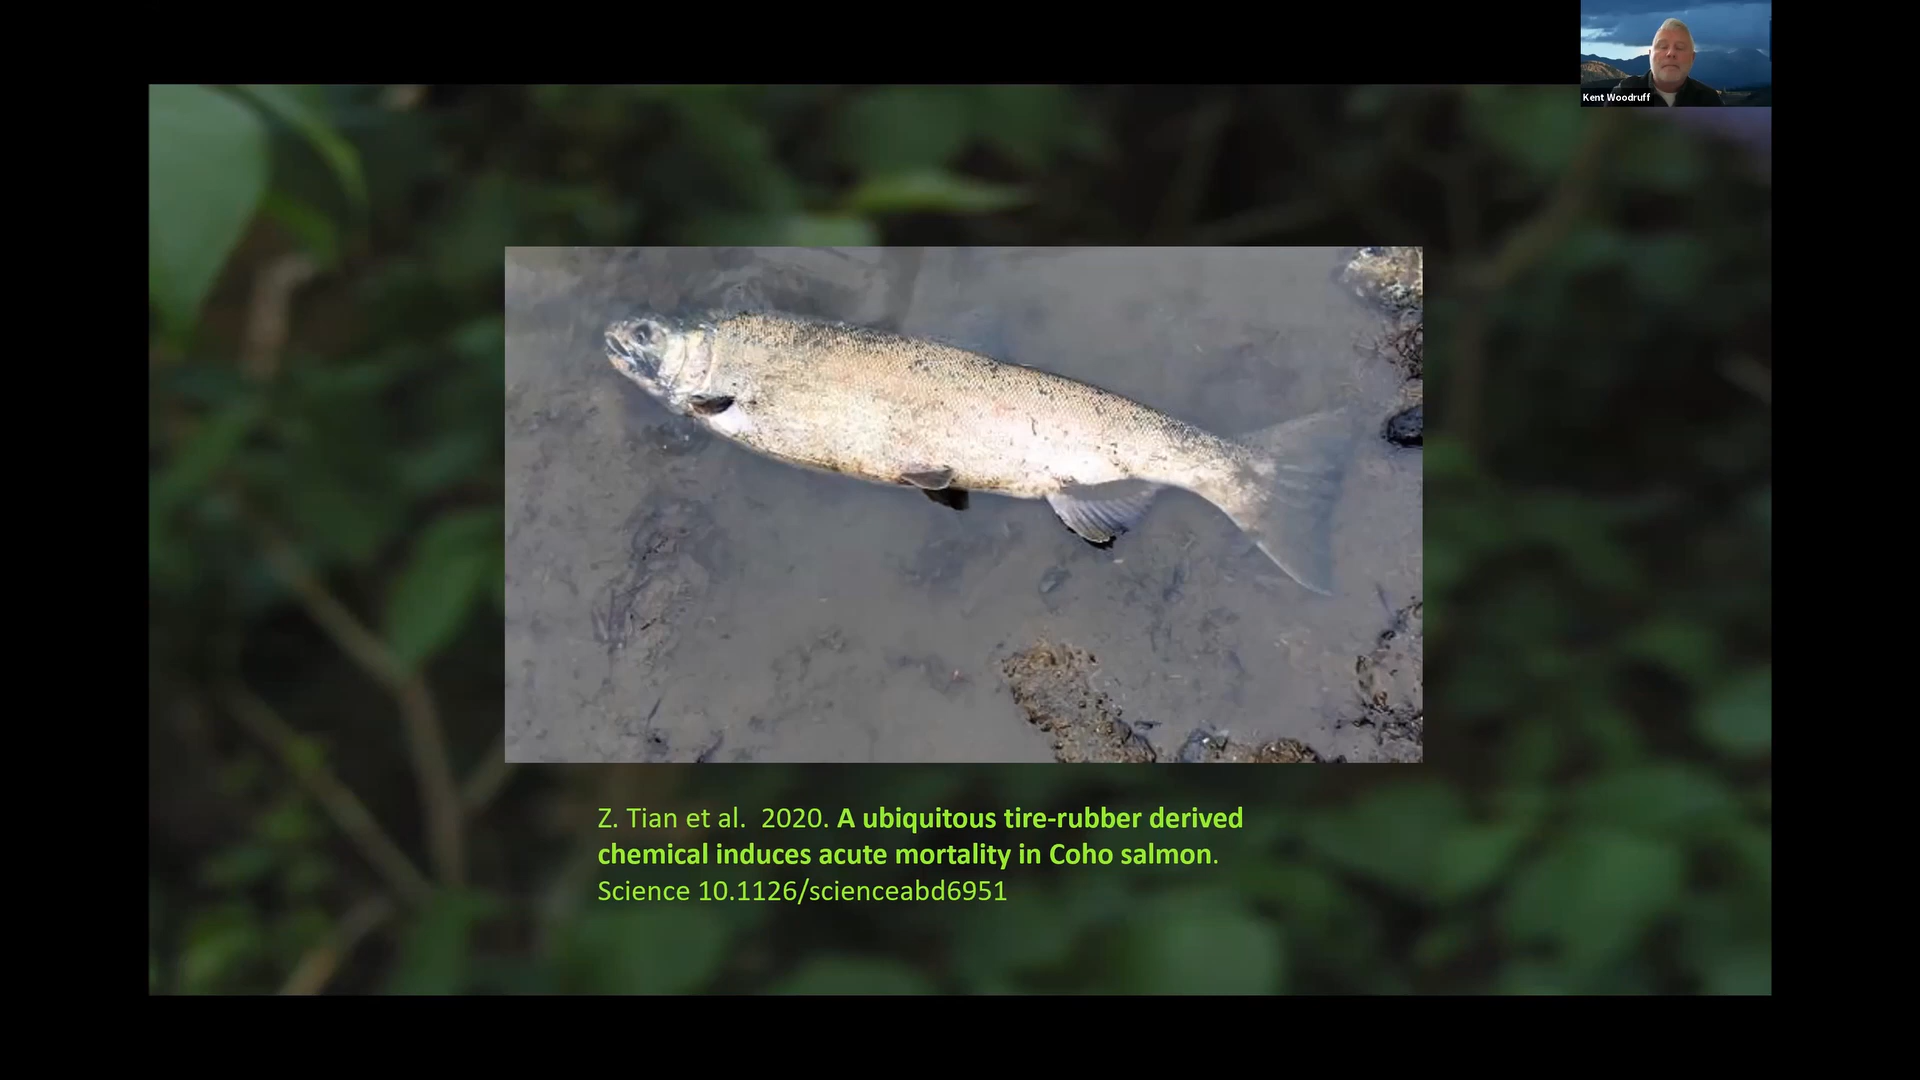 Kent Woodruff
Z. Tian et al.  2020. A ubiquitous tire-rubber derived
chemical induces acute mortality in Coho salmon.
Science 10.1126/scienceabd6951